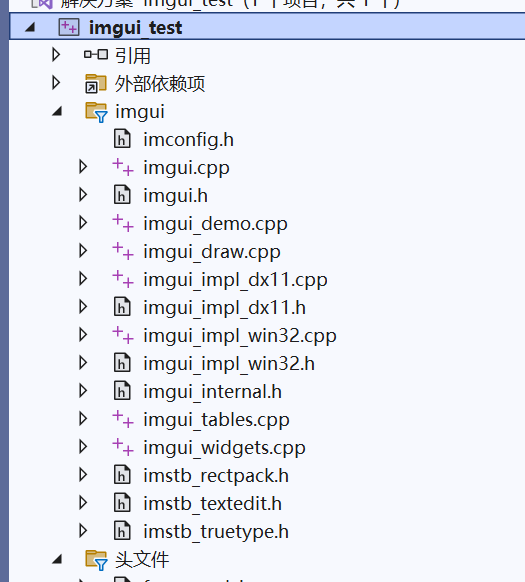 解决方案 "imgui_test" (1 个项目，共 1 个)
imgui_test
引用
外部依赖项
imgui
imconfig.h
imgui.cpp
imgui.h
imgui_demo.cpp
imgui_draw.cpp
imgui_impl_dx11.cpp
imgui_impl_dx11.h
imgui_impl_win32.cpp
imgui_impl_win32.h
imgui_internal.h
imgui_tables.cpp
imgui_widgets.cpp
imstb_rectpack.h
imstb_textedit.h
imstb_truetype.h
头文件